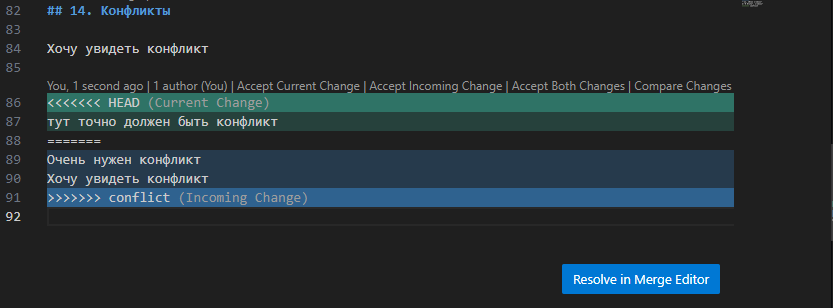 82 ## 14. Конфликты
83
84 Хочу увидеть конфликт
85
You, 1 second ago | 1 author (You) | Accept Current Change | Accept Incoming Change | Accept Both Changes | Compare Changes
86 <<<<<<< HEAD (Current Change)
87 тут точно должен быть конфликт
88 =======
89 Очень нужен конфликт
90 Хочу увидеть конфликт
91 >>>>>>> conflict (Incoming Change)
92
Resolve in Merge Editor